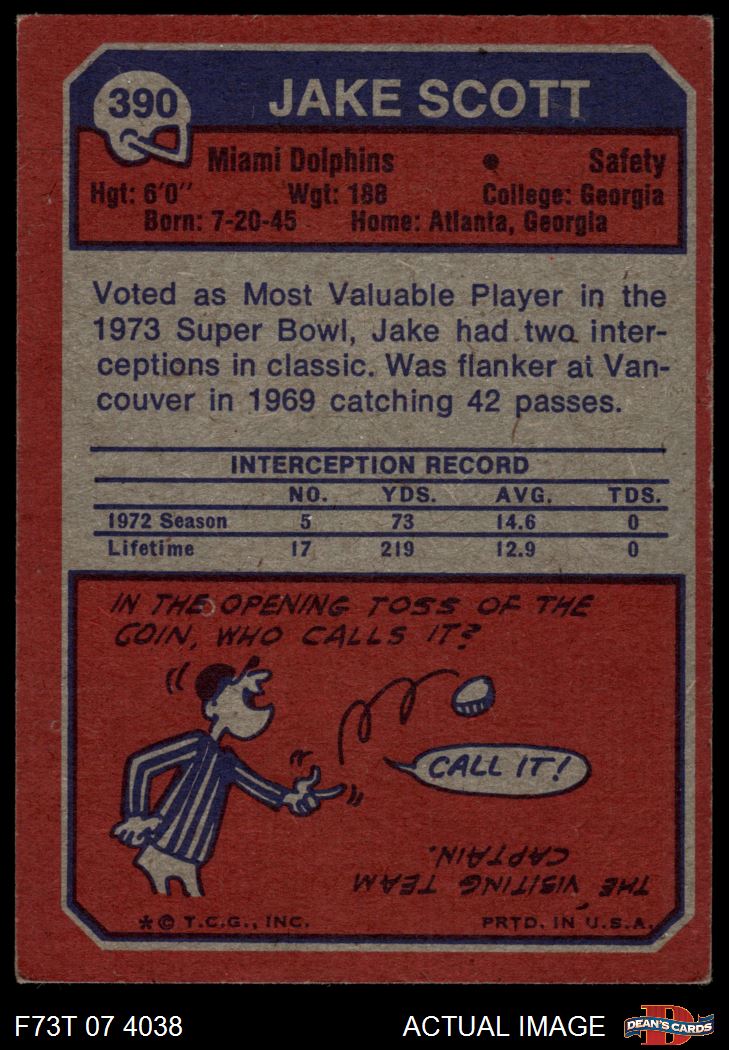 390
JAKE SCOTT
Miami Dolphins • Safety
Hgt: 6'0" Wgt: 188 College: Georgia
Born: 7-20-45 Home: Atlanta, Georgia
Voted as Most Valuable Player in the
1973 Super Bowl, Jake had two inter-
ceptions in classic. Was flanker at Van-
couver in 1969 catching 42 passes.
INTERCEPTION RECORD
NO. YDS. AVG. TDS.
1972 Season 5 73 14.6 0
Lifetime 17 219 12.9 0
IN THE OPENING TOSS OF THE
COIN, WHO CALLS IT?
CALL IT!
THE VISITING TEAM
CAPTAIN.
* © T.C.G., INC. PRTD. IN U.S.A.
F73T 07 4038 ACTUAL IMAGE
D
DEAN'S CARDS